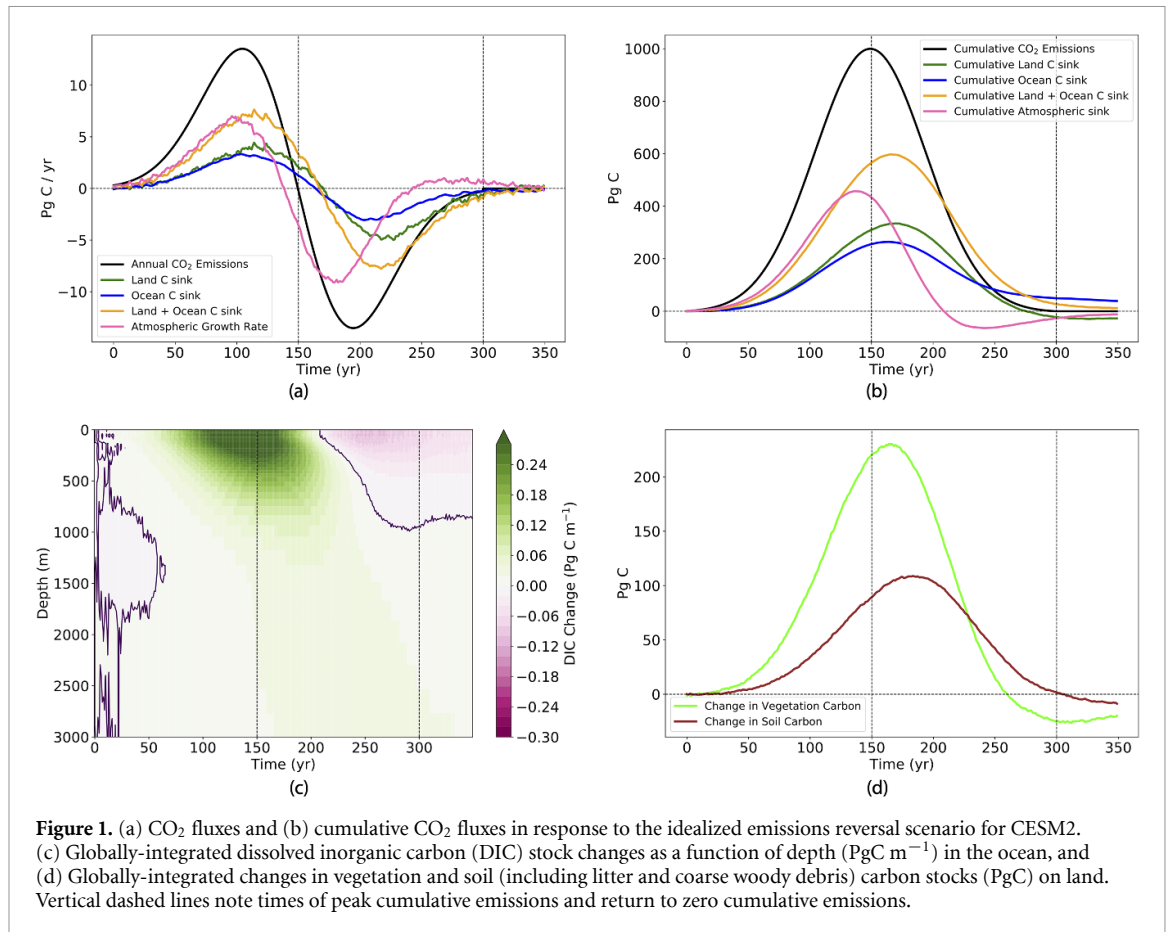 10
5
0
−5
−10
Pg C / yr
Annual CO2 Emissions
Land C sink
Ocean C sink
Land + Ocean C sink
Atmospheric Growth Rate
0 50 100 150 200 250 300 350
Time (yr)
(a)
1000
800
600
400
200
0
Pg C
Cumulative CO2 Emissions
Cumulative Land C sink
Cumulative Ocean C sink
Cumulative Land + Ocean C sink
Cumulative Atmospheric sink
0 50 100 150 200 250 300 350
Time (yr)
(b)
0
500
1000
1500
2000
2500
3000
Depth (m)
0 50 100 150 200 250 300
Time (yr)
0.24
0.18
0.12
0.06
0.00
−0.06
−0.12
−0.18
−0.24
−0.30
DIC Change (Pg C m−1)
(c)
200
150
100
50
0
Pg C
Change in Vegetation Carbon
Change in Soil Carbon
0 50 100 150 200 250 300 350
Time (yr)
(d)
Figure 1. (a) CO2 fluxes and (b) cumulative CO2 fluxes in response to the idealized emissions reversal scenario for CESM2.
(c) Globally-integrated dissolved inorganic carbon (DIC) stock changes as a function of depth (PgC m−1) in the ocean, and
(d) Globally-integrated changes in vegetation and soil (including litter and coarse woody debris) carbon stocks (PgC) on land.
Vertical dashed lines note times of peak cumulative emissions and return to zero cumulative emissions.